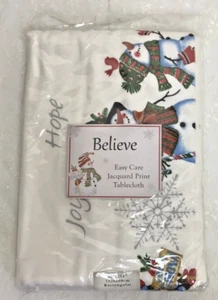 Hope
Joy
Believe
Easy Care
Jacquard Print
Tablecloth